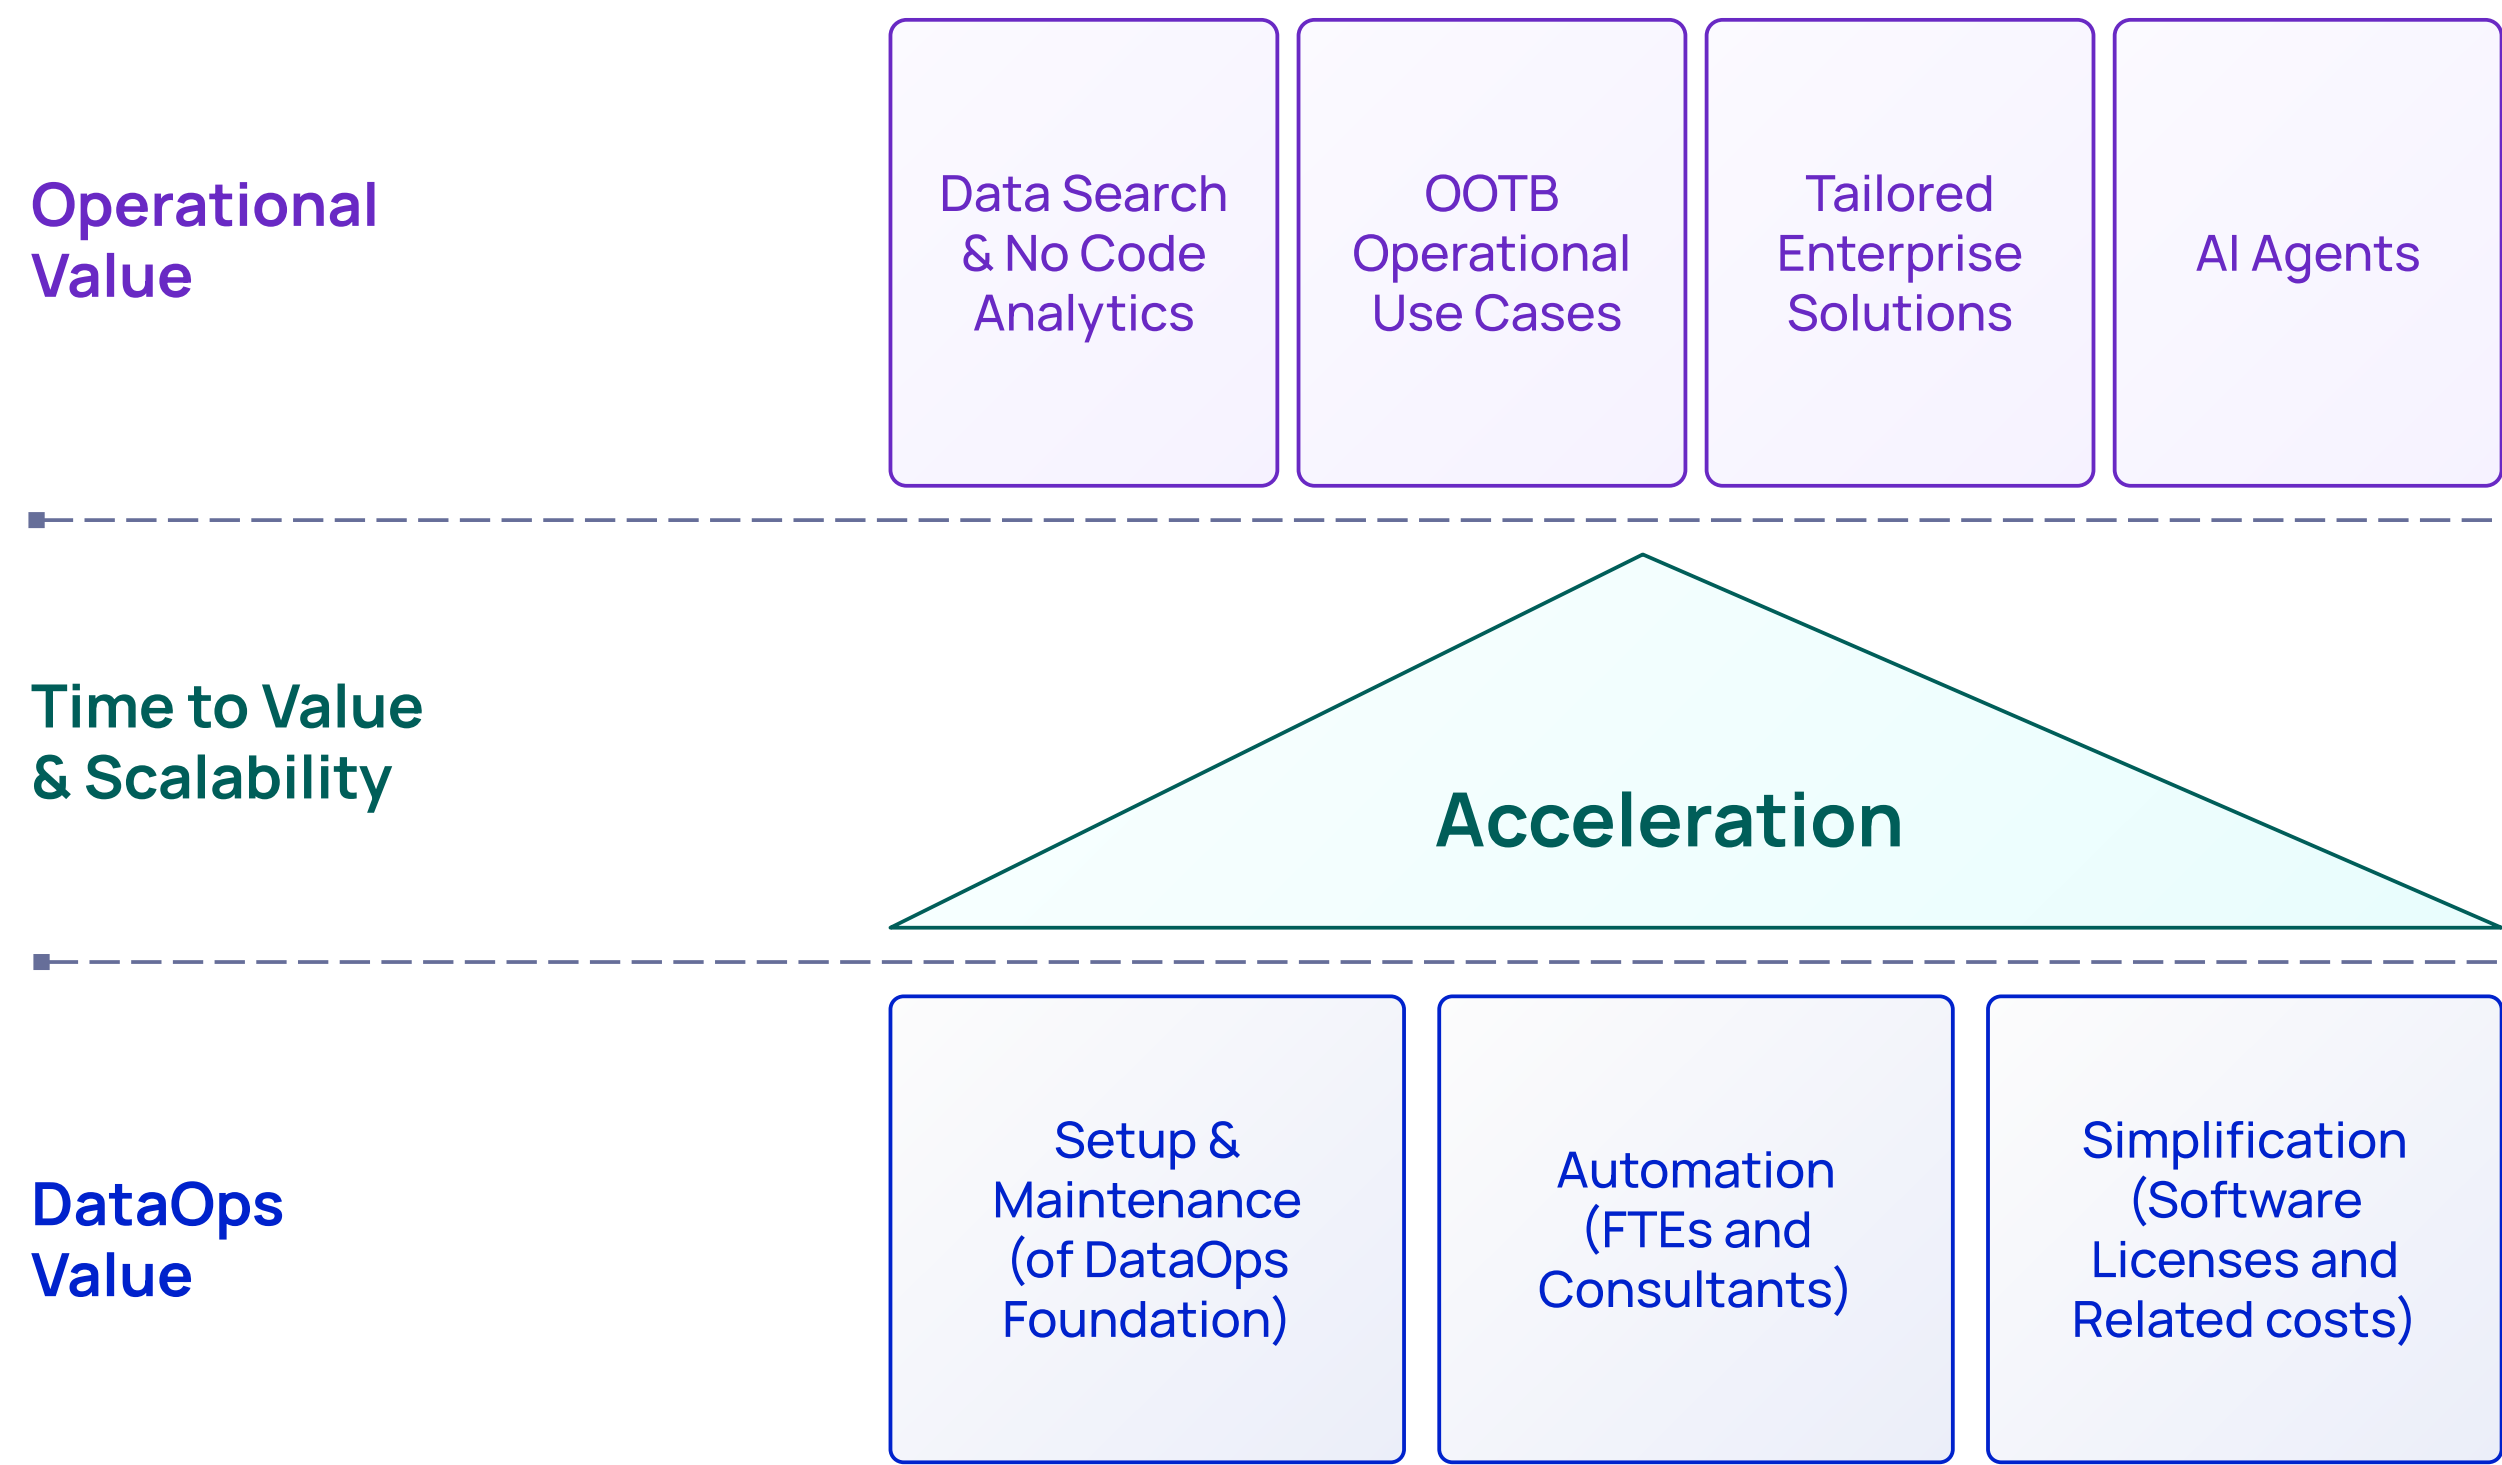 Operational
Value
Data Search
& No Code
Analytics
OOTB
Operational
Use Cases
Tailored
Enterprise
Solutions
AI Agents
Time to Value
& Scalability
Acceleration
DataOps
Value
Setup &
Maintenance
(of DataOps
Foundation)
Automation
(FTEs and
Consultants)
Simplification
(Software
Licenses and
Related costs)